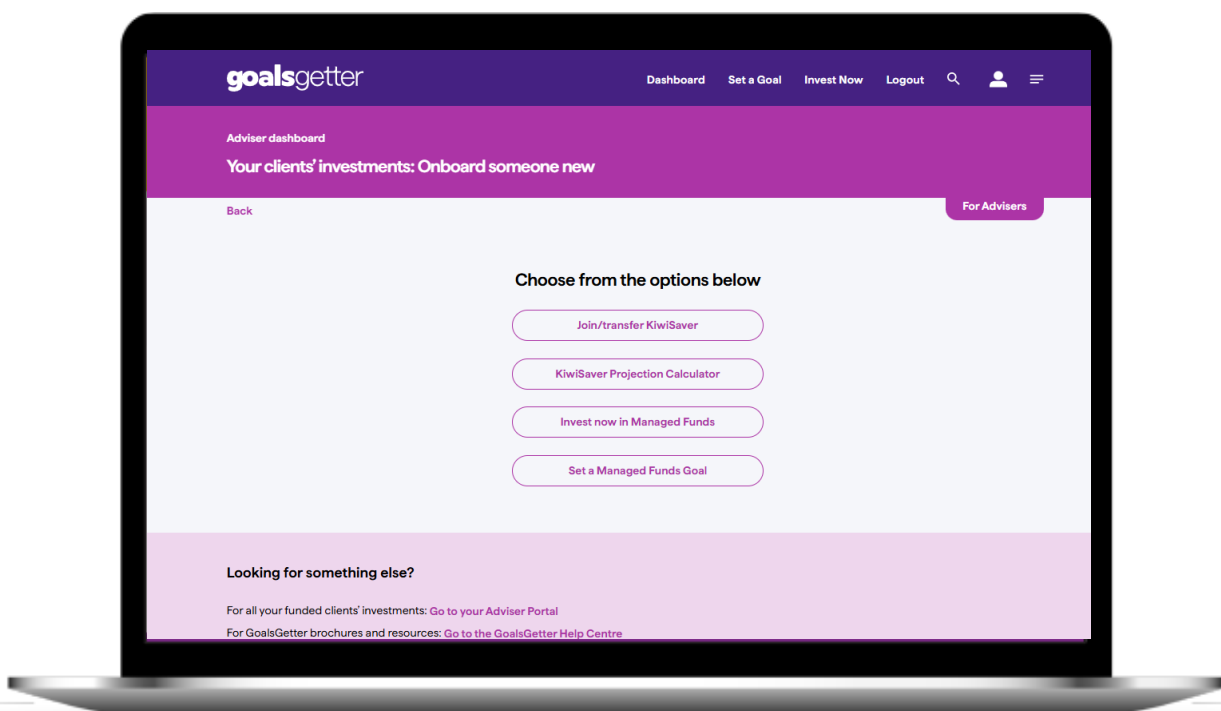 goalsgetter
Dashboard Set a Goal Invest Now Logout
Adviser dashboard
Your clients' investments: Onboard someone new
Back
For Advisers
Choose from the options below
Join/transfer KiwiSaver
KiwiSaver Projection Calculator
Invest now in Managed Funds
Set a Managed Funds Goal
Looking for something else?
For all your funded clients' investments: Go to your Adviser Portal
For GoalsGetter brochures and resources: Go to the GoalsGetter Help Centre